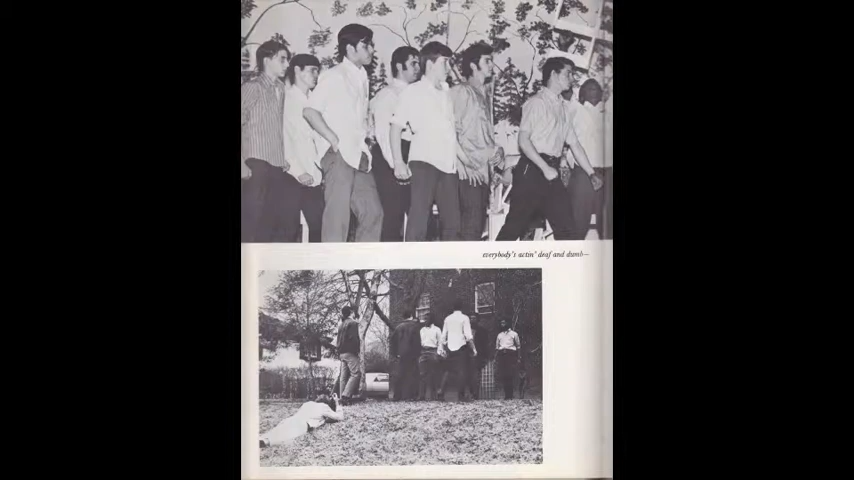 everybody's actin' deaf and dumb—